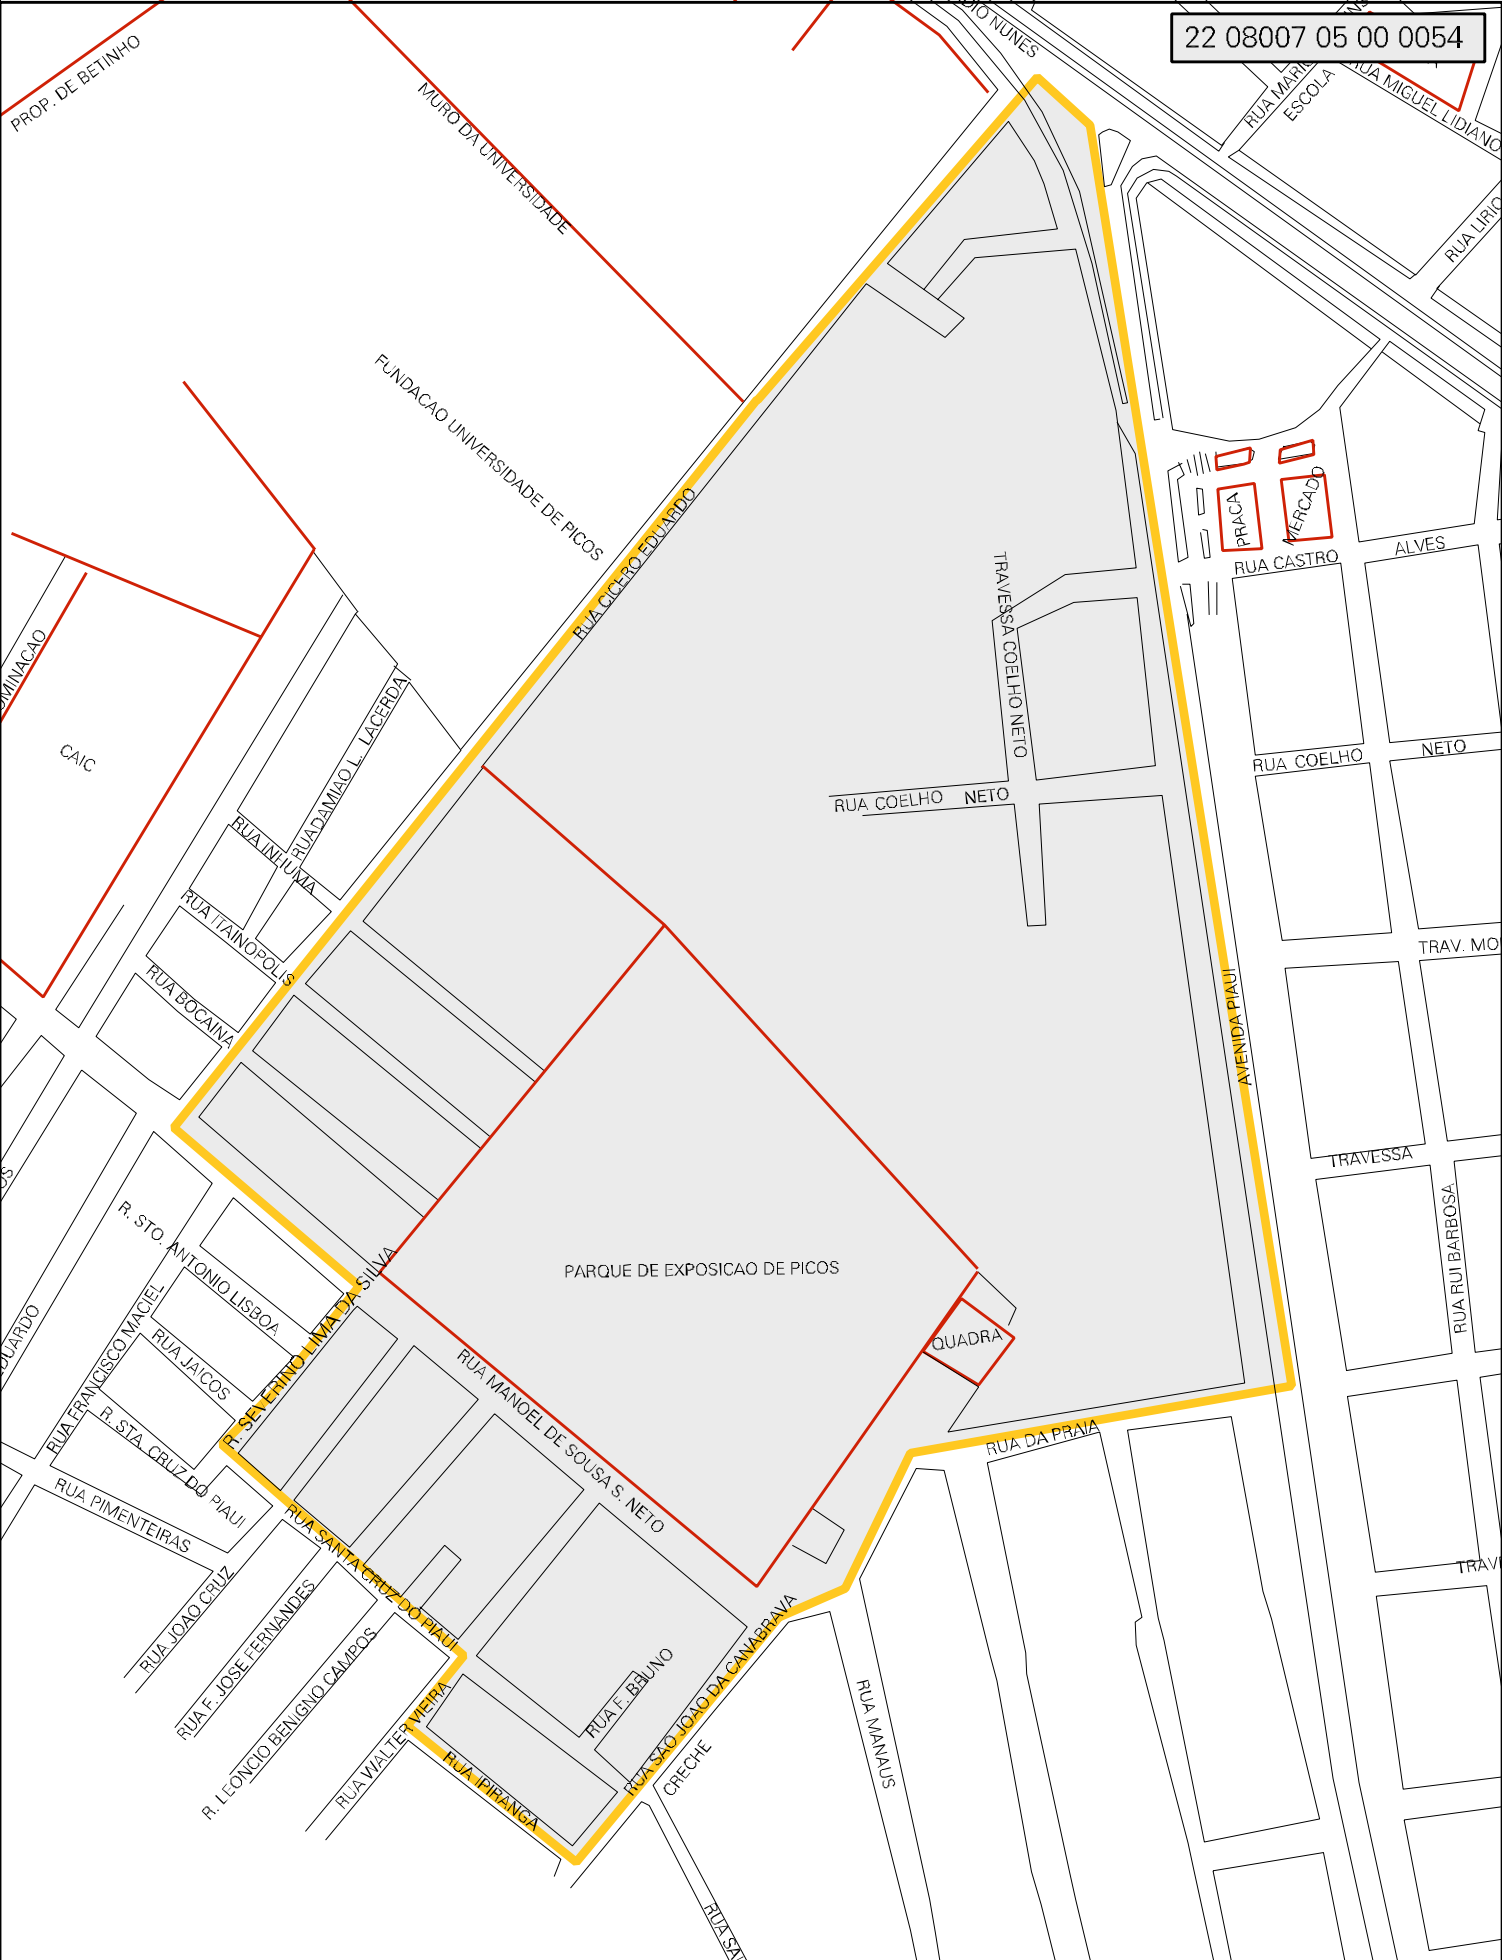 22 08007 05 00 0054
PROP. DE BETINHO
MURO DA UNIVERSIDADE
RUA MIGUEL LIDIANO
ESCOLA
FUNDACAO UNIVERSIDADE DE PICOS
RUA CICERO EDUARDO
PRACA
MERCADO
RUA CASTRO
ALVES
TRAVESSA COELHO NETO
CAIC
RUADAMIAO L. LACERDA
RUA COELHO
NETO
RUA COELHO
NETO
RUA INHUMA
RUA ITAINOPOLIS
RUA BOCAINA
AVENIDA PIAUI
TRAVESSA
RUA RUI BARBOSA
R. STO. ANTONIO LISBOA
PARQUE DE EXPOSICAO DE PICOS
QUADRA
R. SEVERINO LIMA DA SILVA
RUA FRANCISCO MACIEL
RUA JAICOS
R. STA. CRUZ DO PIAUI
RUA PIMENTEIRAS
RUA MANOEL DE SOUSA S. NETO
RUA DA PRAIA
RUA SANTA CRUZ DO PIAUI
RUA JOAO CRUZ
RUA F. JOSE FERNANDES
R. LEONCIO BENIGNO CAMPOS
RUA WALTER VIEIRA
RUA IPIRANGA
RUA F. BRUNO
RUA SAO JOAO DA CANABRAVA
CRECHE
RUA MANAUS